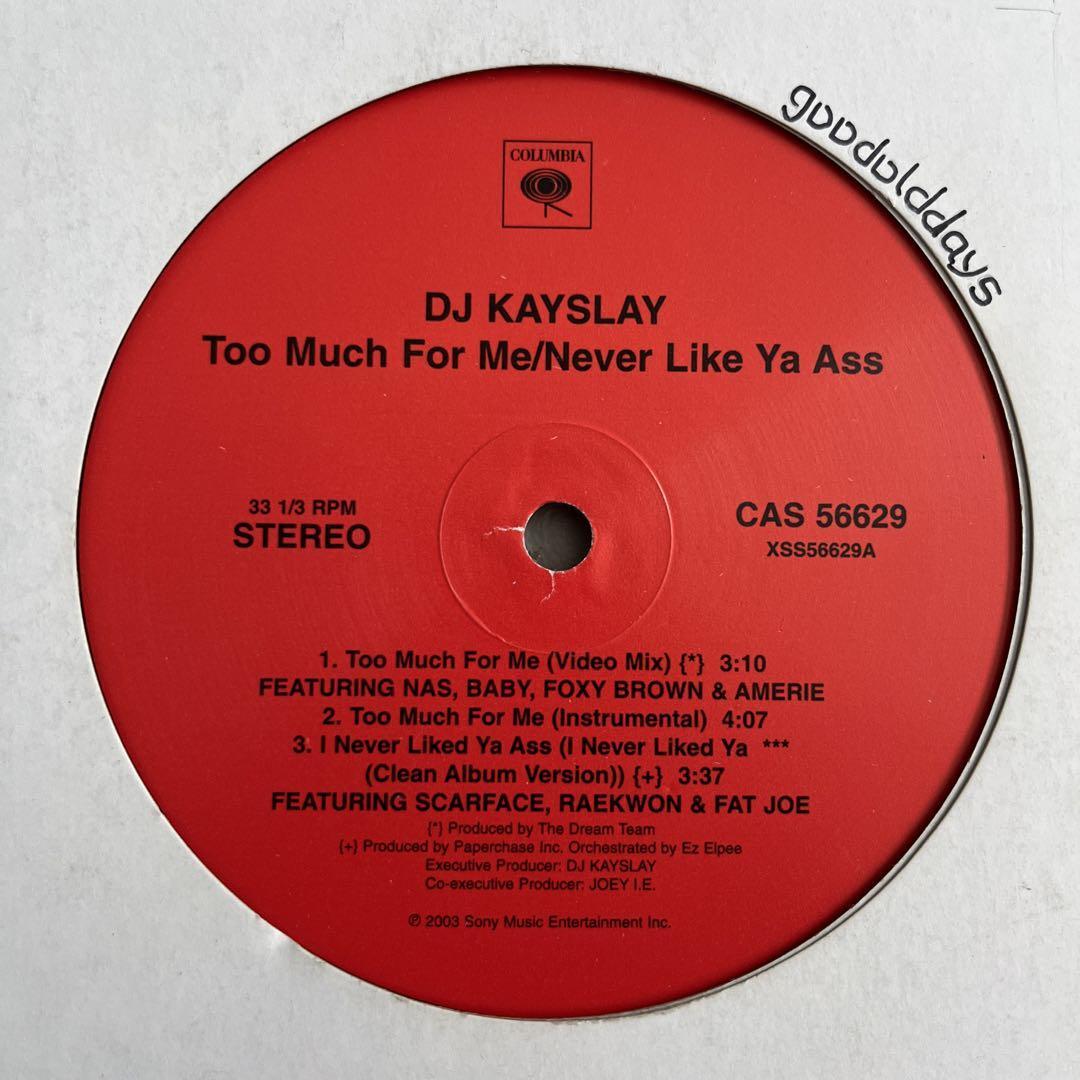 COLUMBIA
goodolddays
DJ KAYSLAY
Too Much For Me/Never Like Ya Ass
33 1/3 RPM
STEREO
CAS 56629
XSS56629A
1. Too Much For Me (Video Mix) {*} 3:10
FEATURING NAS, BABY, FOXY BROWN & AMERIE
2. Too Much For Me (Instrumental) 4:07
3. I Never Liked Ya Ass (I Never Liked Ya ***
(Clean Album Version)) {+} 3:37
FEATURING SCARFACE, RAEKWON & FAT JOE
{*} Produced by The Dream Team
{+} Produced by Paperchase Inc. Orchestrated by Ez Elpee
Executive Producer: DJ KAYSLAY
Co-executive Producer: JOEY I.E.
℗ 2003 Sony Music Entertainment Inc.